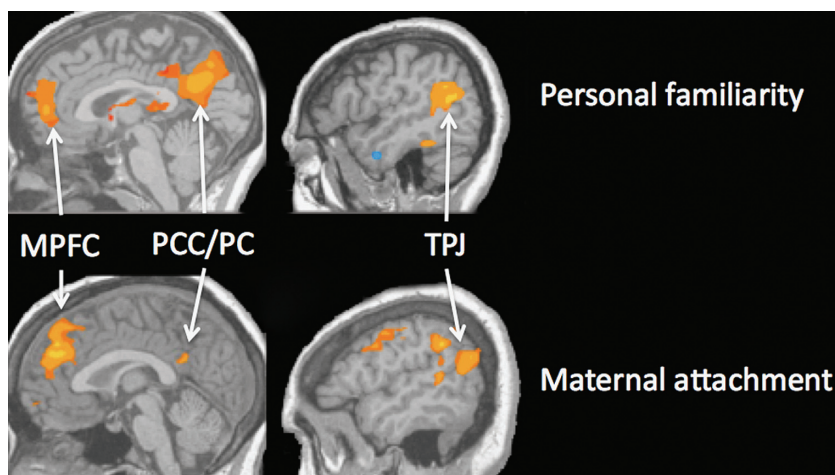 Personal familiarity
MPFC
PCC/PC
TPJ
Maternal attachment